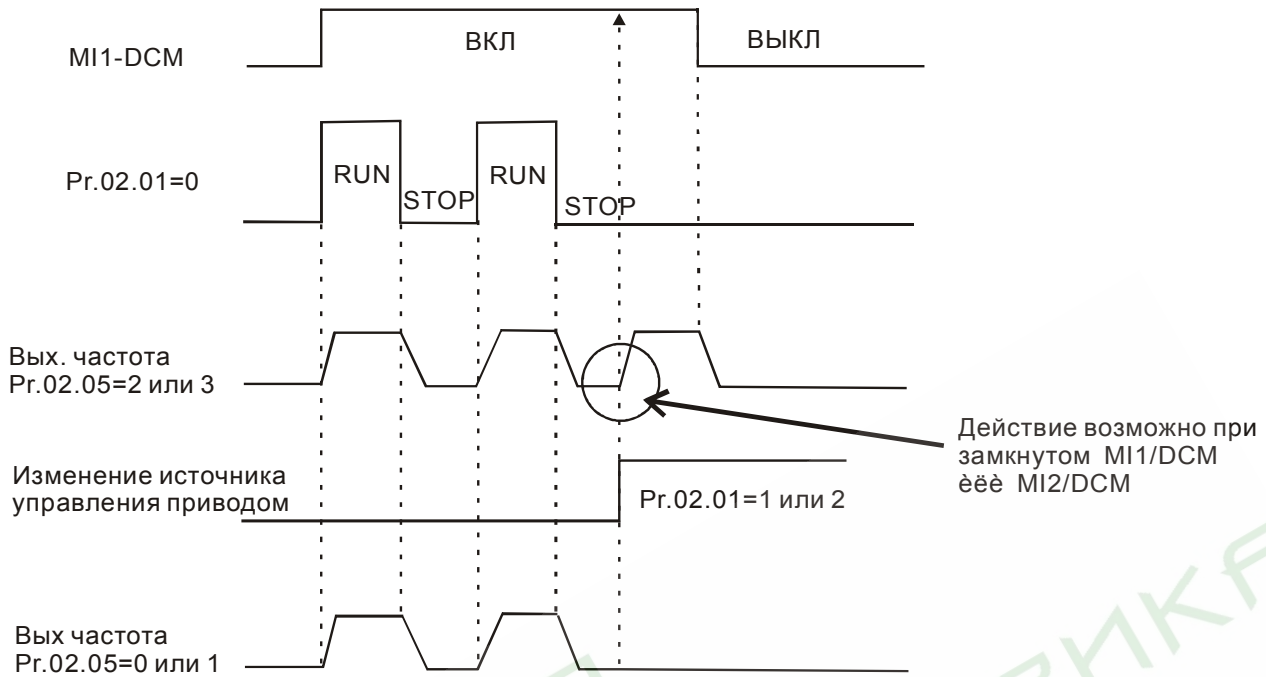 MI1-DCM
ВКЛ
ВЫКЛ
Pr.02.01=0
RUN
STOP
RUN
STOP
Вых. частота
Pr.02.05=2 или 3
Действие возможно при
замкнутом MI1/DCM
èëè MI2/DCM
Изменение источника
управления приводом
Pr.02.01=1 или 2
Вых частота
Pr.02.05=0 или 1